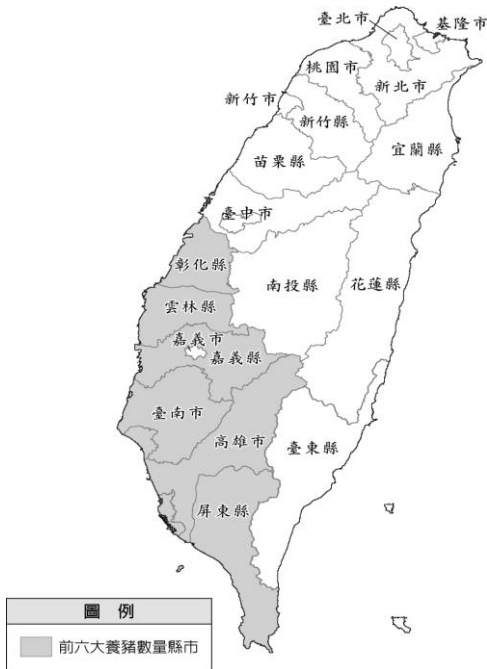 臺北市
基隆市
桃園市
新北市
新竹市
新竹縣
宜蘭縣
苗栗縣
臺中市
彰化縣
南投縣
花蓮縣
雲林縣
嘉義市
嘉義縣
臺南市
高雄市
臺東縣
屏東縣
圖例
前六大養豬數量縣市